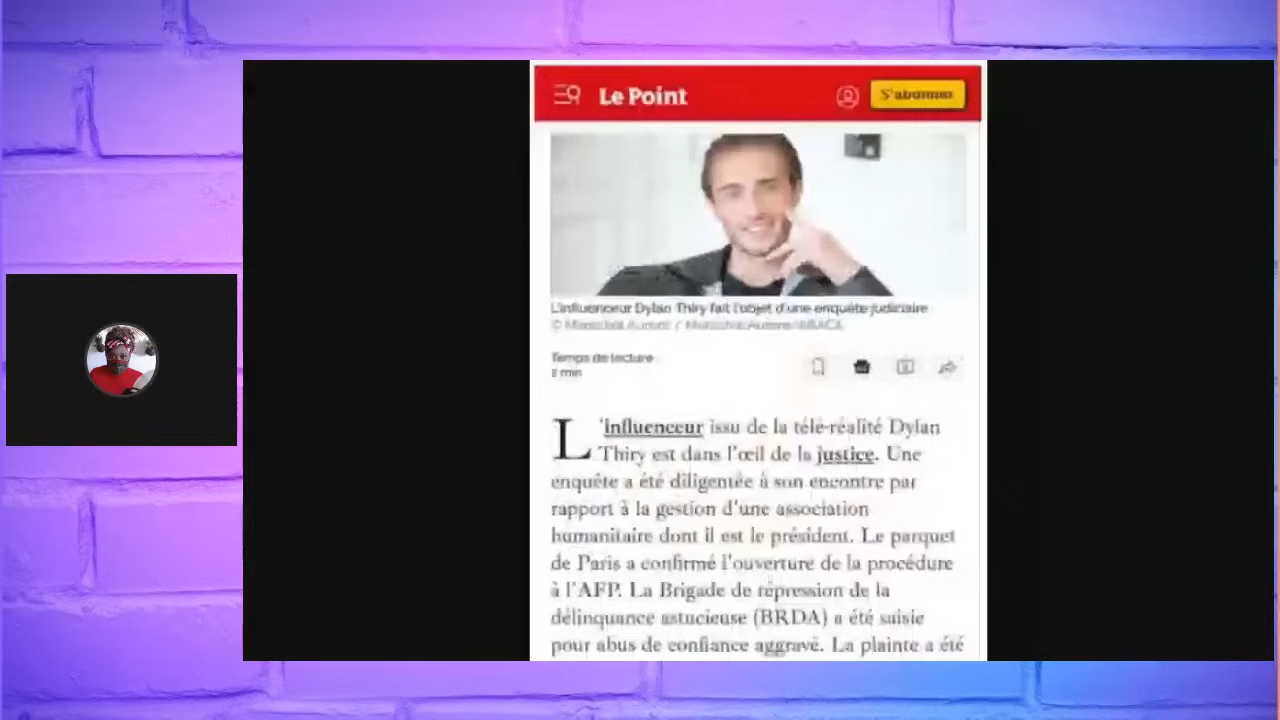 Le Point
S'abonner
L'influenceur Dylan Thiry fait l'objet d'une enquête judiciaire
Temps de lecture
2 min
L'influenceur issu de la télé-réalité Dylan
Thiry est dans l'œil de la justice. Une
enquête a été diligentée à son encontre par
rapport à la gestion d'une association
humanitaire dont il est le président. Le parquet
de Paris a confirmé l'ouverture de la procédure
à l'AFP. La Brigade de répression de la
délinquance astucieuse (BRDA) a été saisie
pour abus de confiance aggravé. La plainte a été